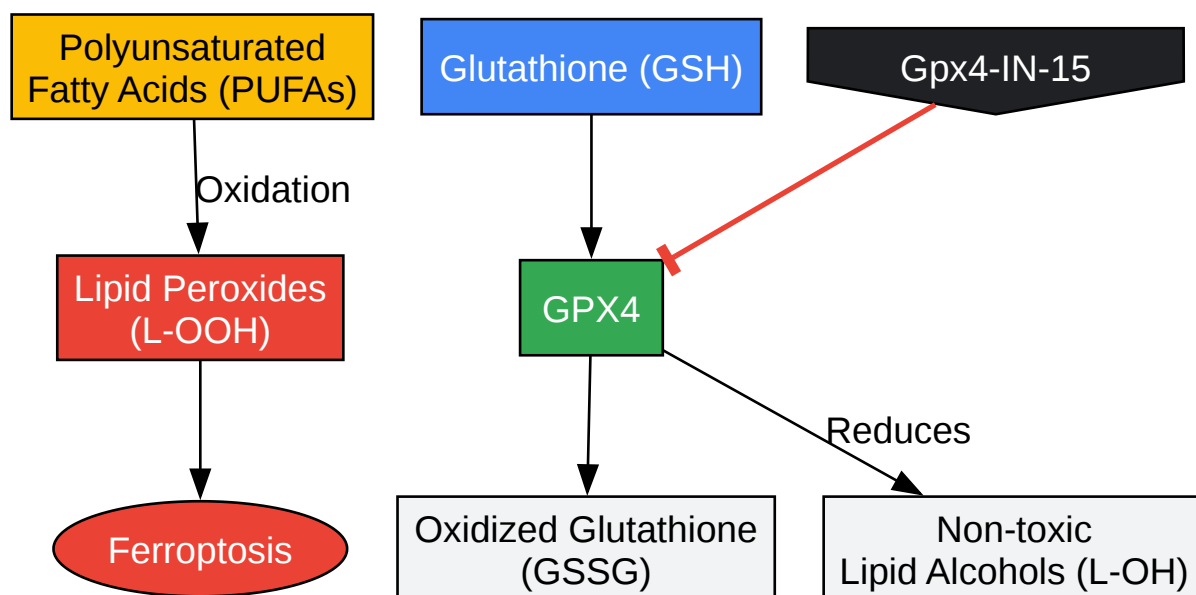 Polyunsaturated
Fatty Acids (PUFAs)
Glutathione (GSH)
Gpx4-IN-15
Oxidation
Lipid Peroxides
(L-OOH)
GPX4
Reduces
Ferroptosis
Oxidized Glutathione
(GSSG)
Non-toxic
Lipid Alcohols (L-OH)